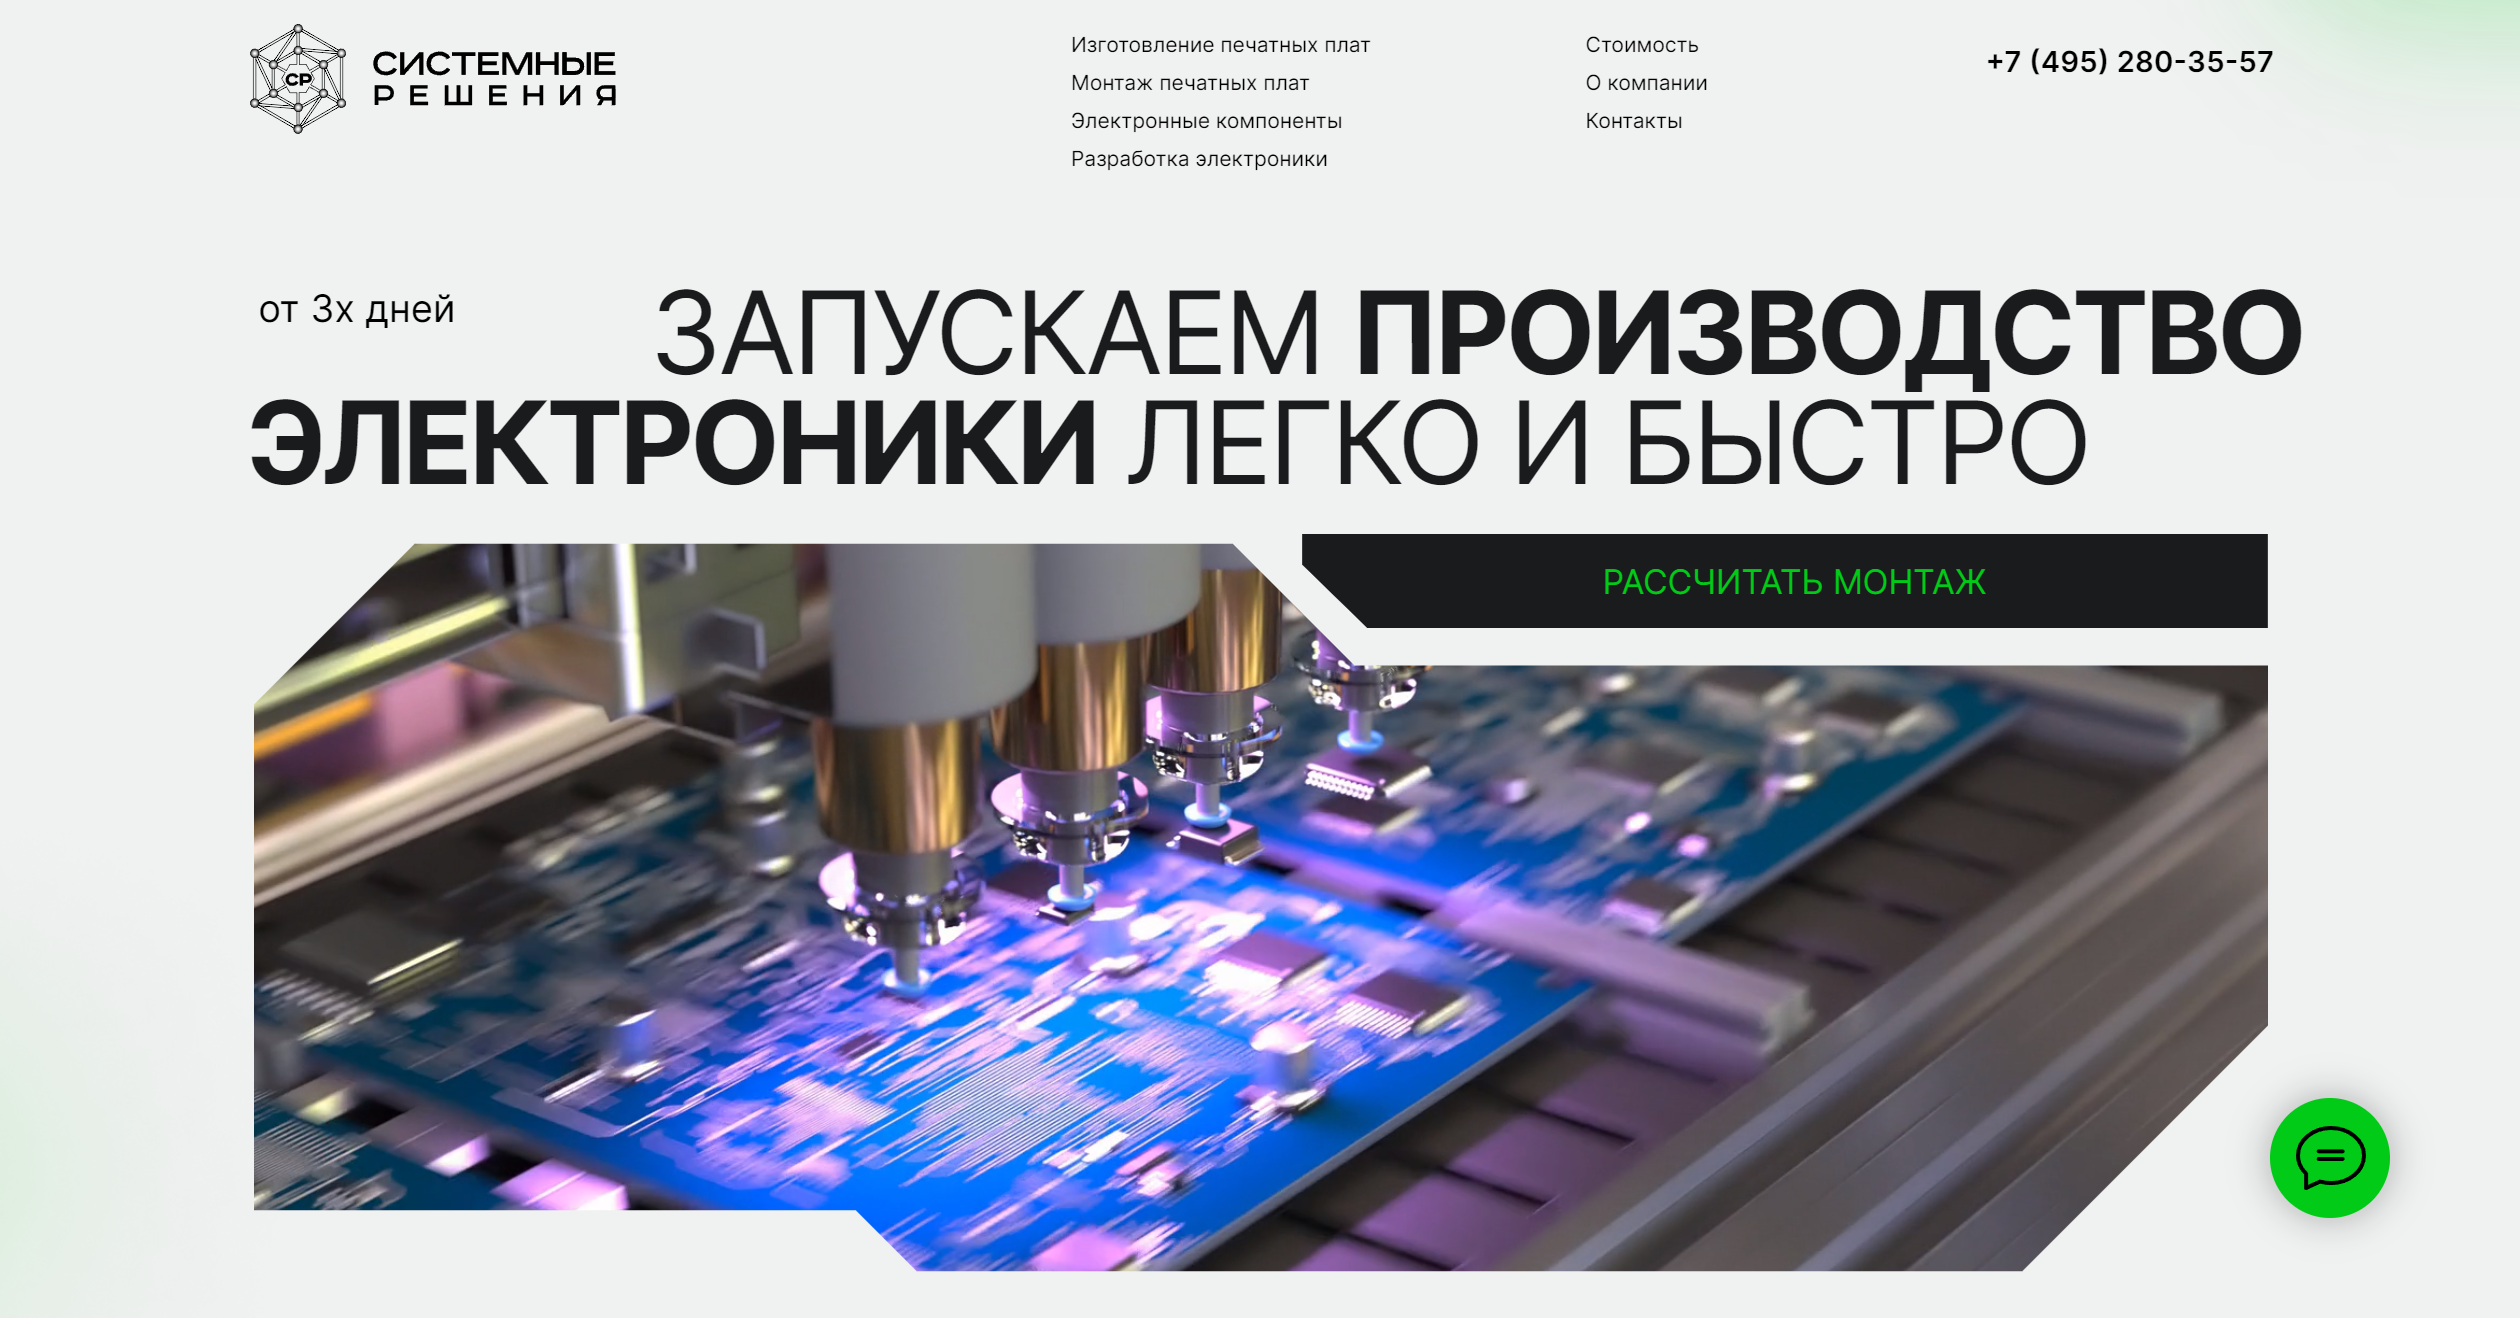 СР
СИСТЕМНЫЕ
РЕШЕНИЯ
Изготовление печатных плат
Монтаж печатных плат
Электронные компоненты
Разработка электроники
Стоимость
О компании
Контакты
+7 (495) 280-35-57
от 3х дней
ЗАПУСКАЕМ ПРОИЗВОДСТВО
ЭЛЕКТРОНИКИ ЛЕГКО И БЫСТРО
РАССЧИТАТЬ МОНТАЖ